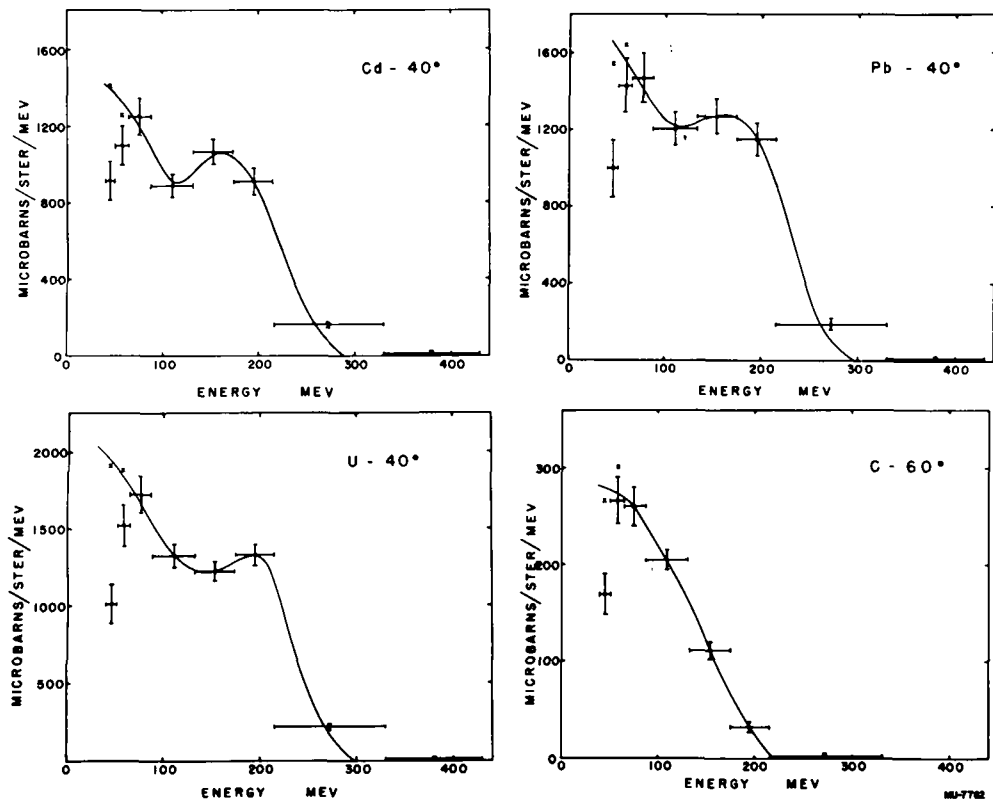 Cd - 40°
MICROBARNS/STER/MEV
1600
1200
800
400
0
0 100 200 300 400
ENERGY MEV
Pb - 40°
MICROBARNS/STER/MEV
1600
1200
800
400
0
0 100 200 300 400
ENERGY MEV
U - 40°
MICROBARNS/STER/MEV
2000
1500
1000
500
0 100 200 300 400
ENERGY MEV
C - 60°
MICROBARNS/STER/MEV
300
200
100
0
0 100 200 300 400
ENERGY MEV
MU-7762